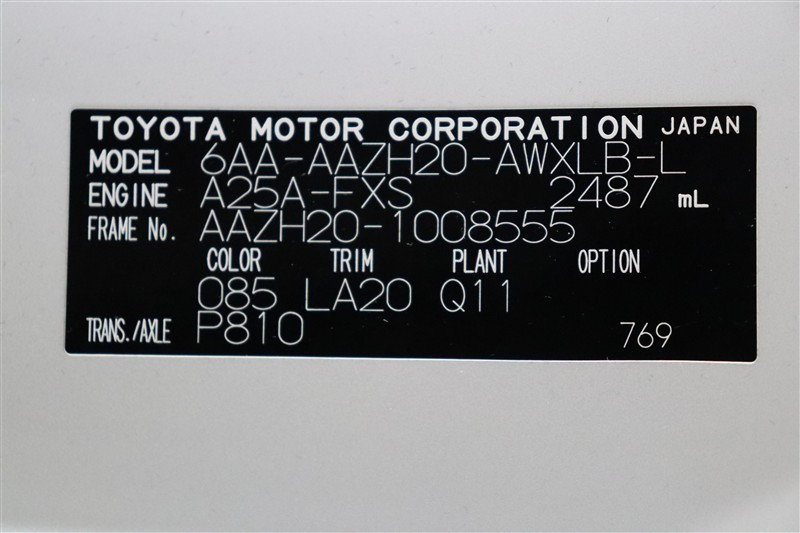 TOYOTA MOTOR CORPORATION JAPAN
MODEL 6AA-AAZH20-AWXLB-L
ENGINE A25A-FXS 2487 mL
FRAME No. AAZH20-1008555
COLOR TRIM PLANT OPTION
085 LA20 Q11
TRANS./AXLE P810 769